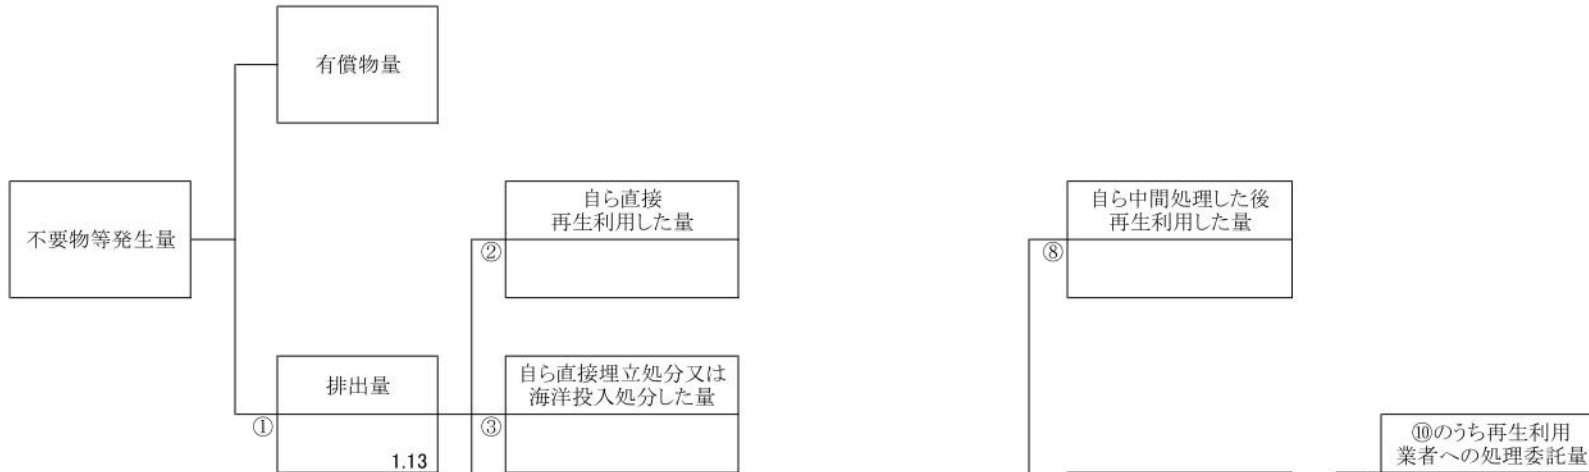 有償物量
不要物等発生量
自ら直接
再生利用した量
②
自ら中間処理した後
再生利用した量
⑧
排出量
①
1.13
自ら直接埋立処分又は
海洋投入処分した量
③
⑩のうち再生利用
業者への処理委託量